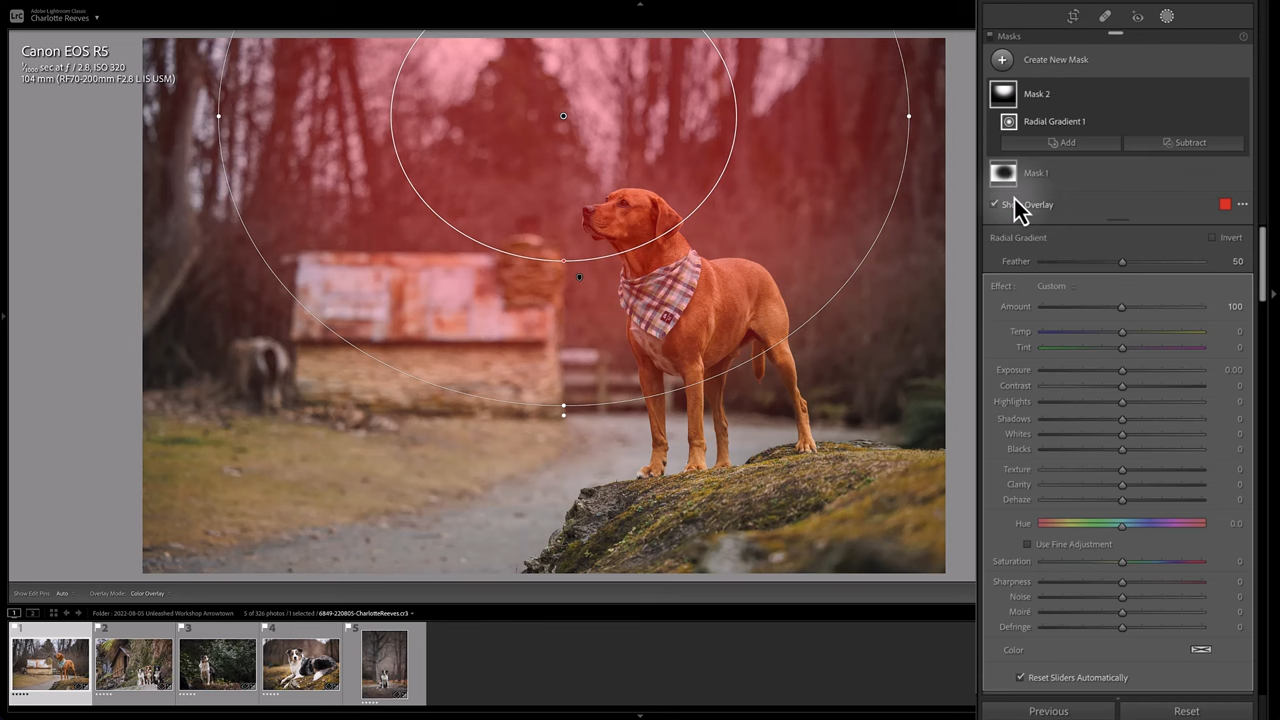 LrC
Adobe Lightroom Classic
Charlotte Reeves
Canon EOS R5
1/1000 sec at ƒ / 2.8, ISO 320
104 mm (RF70-200mm F2.8 L IS USM)
Masks
Create New Mask
Mask 2
Radial Gradient 1
Add
Subtract
Mask 1
Show Overlay
Radial Gradient
Invert
Feather 50
Effect : Custom
Amount 100
Temp 0
Tint 0
Exposure 0.00
Contrast 0
Highlights 0
Shadows 0
Whites 0
Blacks 0
Texture 0
Clarity 0
Dehaze 0
Hue 0.0
Use Fine Adjustment
Saturation 0
Sharpness 0
Noise 0
Moiré 0
Defringe 0
Color
Reset Sliders Automatically
Previous
Reset
Show Edit Pins: Auto Overlay Mode: Color Overlay
1 2 Folder : 2022-08-05 Unleashed Workshop Arrowtown 5 of 326 photos / 1 selected / 6849-220805-CharlotteReeves.cr3
1 2 3 4 5